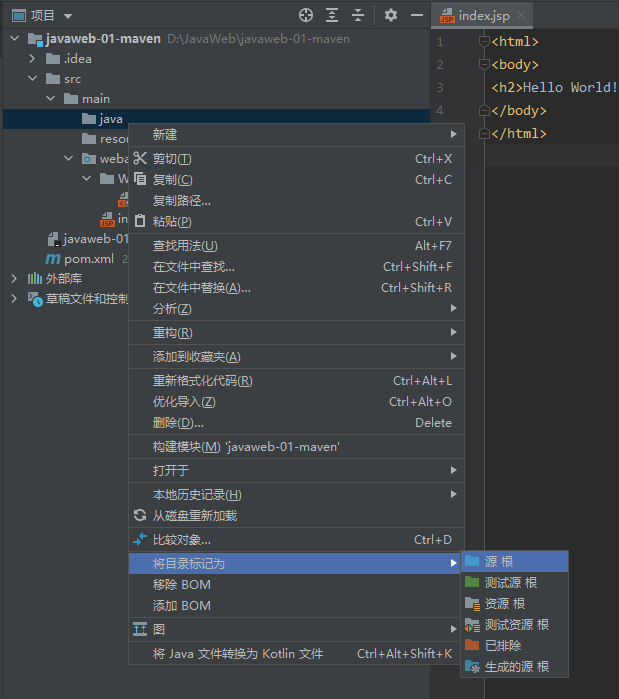 项目
javaweb-01-maven D:\JavaWeb\javaweb-01-maven
.idea
src
main
java
resou
weba
W
in
javaweb-01
pom.xml 2
外部库
草稿文件和控制
index.jsp
1 <html>
2 <body>
3 <h2>Hello World!
4 </body>
5 </html>
6
新建
剪切(T) Ctrl+X
复制(C) Ctrl+C
复制路径...
粘贴(P) Ctrl+V
查找用法(U) Alt+F7
在文件中查找... Ctrl+Shift+F
在文件中替换(A)... Ctrl+Shift+R
分析(Z)
重构(R)
添加到收藏夹(A)
重新格式化代码(R) Ctrl+Alt+L
优化导入(Z) Ctrl+Alt+O
删除(D)... Delete
构建模块(M) 'javaweb-01-maven'
打开于
本地历史记录(H)
从磁盘重新加载
比较对象... Ctrl+D
将目录标记为
移除 BOM
添加 BOM
图
将 Java 文件转换为 Kotlin 文件 Ctrl+Alt+Shift+K
源 根
测试源 根
资源 根
测试资源 根
已排除
生成的源 根